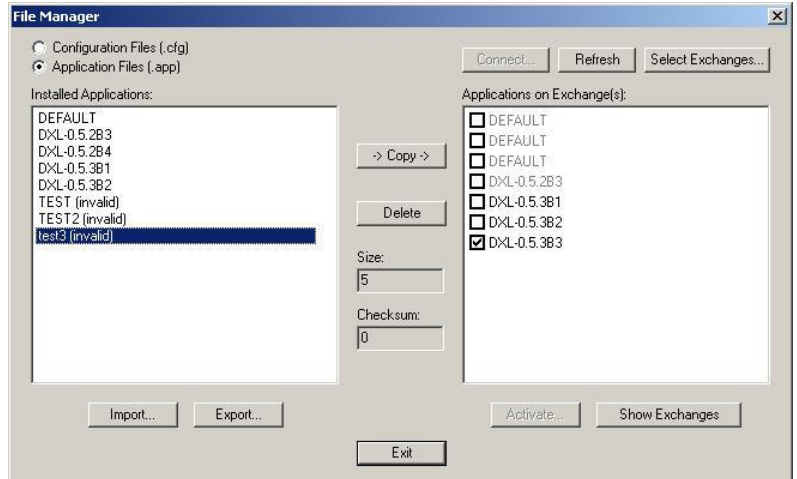 File Manager
Configuration Files (.cfg)
Application Files (.app)
Connect...
Refresh
Select Exchanges...
Installed Applications:
DEFAULT
DXL-0.5.2B3
DXL-0.5.2B4
DXL-0.5.3B1
DXL-0.5.3B2
TEST (invalid)
TEST2 (invalid)
test3 (invalid)
-> Copy ->
Delete
Size:
5
Checksum:
0
Applications on Exchange(s):
DEFAULT
DEFAULT
DEFAULT
DXL-0.5.2B3
DXL-0.5.3B1
DXL-0.5.3B2
DXL-0.5.3B3
Import...
Export...
Activate...
Show Exchanges
Exit